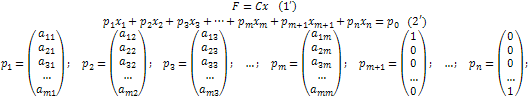 F = Cx (1′)
p₁x₁ + p₂x₂ + p₃x₃ + ⋯ + pₘxₘ + pₘ₊₁xₘ₊₁ + pₙxₙ = p₀ (2′)
p₁ = (a₁₁ a₂₁ a₃₁ … aₘ₁); p₂ = (a₁₂ a₂₂ a₃₂ … aₘ₂); p₃ = (a₁₃ a₂₃ a₃₃ … aₘ₃); …; pₘ = (a₁ₘ a₂ₘ a₃ₘ … aₘₘ); pₘ₊₁ = (1 0 0 … 0); …; pₙ = (0 0 0 … 1);